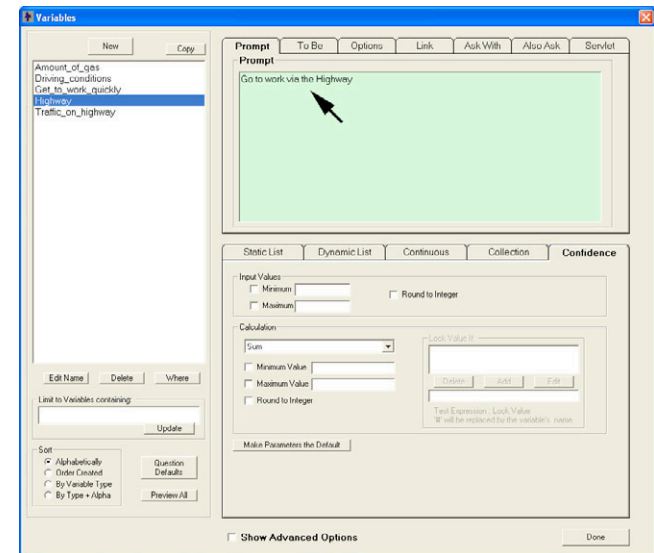 Variables
New
Copy
Amount_of_gas
Driving_conditions
Get_to_work_quickly
Highway
Traffic_on_highway
Edit Name
Delete
Where
Limit to Variables containing:
Update
Sort
Alphabetically
Order Created
By Variable Type
By Type + Alpha
Question
Defaults
Preview All
Prompt
To Be
Options
Link
Ask With
Also Ask
Servlet
Prompt
Go to work via the Highway
Static List
Dynamic List
Continuous
Collection
Confidence
Input Values
Minimum
Maximum
Round to Integer
Calculation
Sum
Minimum Value
Maximum Value
Round to Integer
Lock Value If:
Delete
Add
Edit
Test Expression : Lock Value
'#' will be replaced by the variable's name
Make Parameters the Default
Show Advanced Options
Done